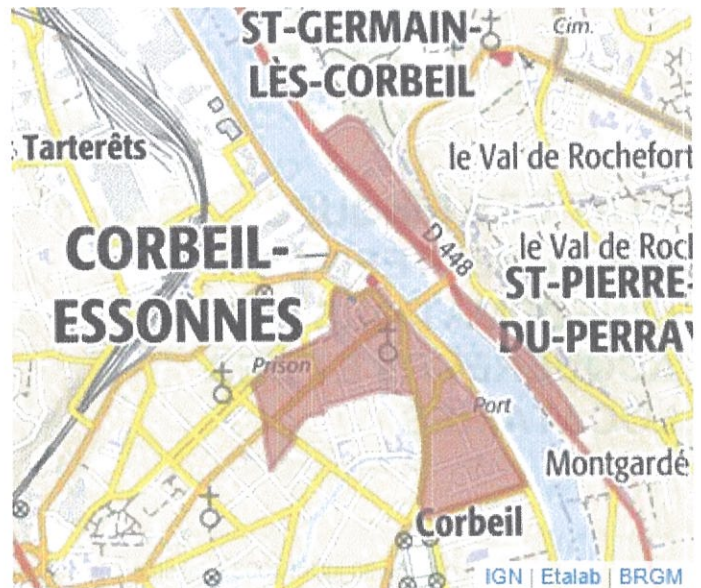 ST-GERMAIN-
LÈS-CORBEIL
Cim.
Tarterêts
le Val de Rochefort
D 448
CORBEIL-
ESSONNES
le Val de Roc
ST-PIERRE-
DU-PERRAY
Prison
Port
Montgardé
Corbeil
IGN | Etalab | BRGM